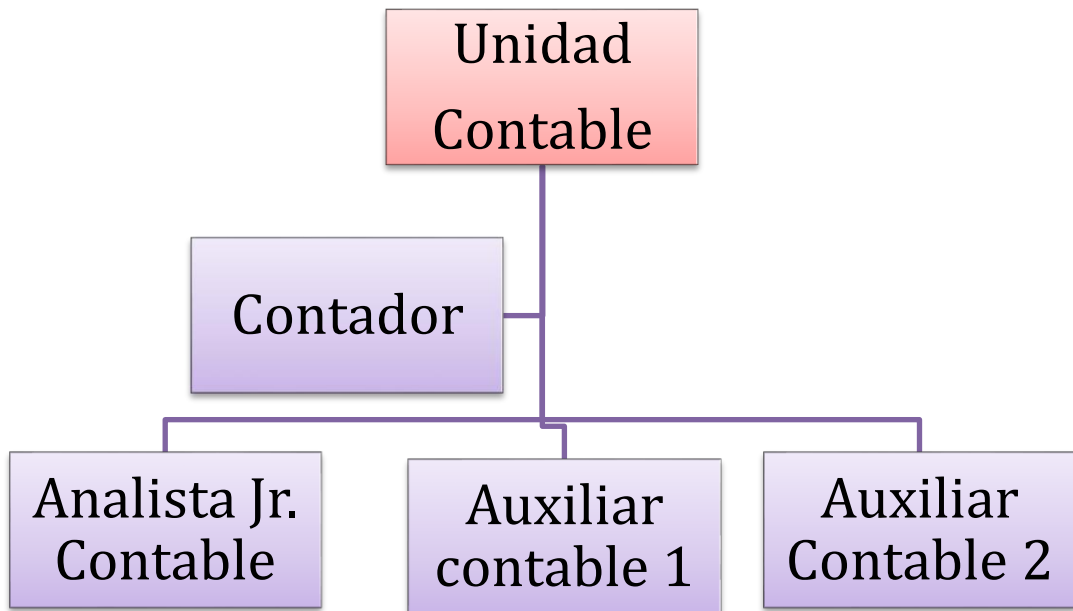 Unidad
Contable
Contador
Analista Jr.
Contable
Auxiliar
contable 1
Auxiliar
Contable 2